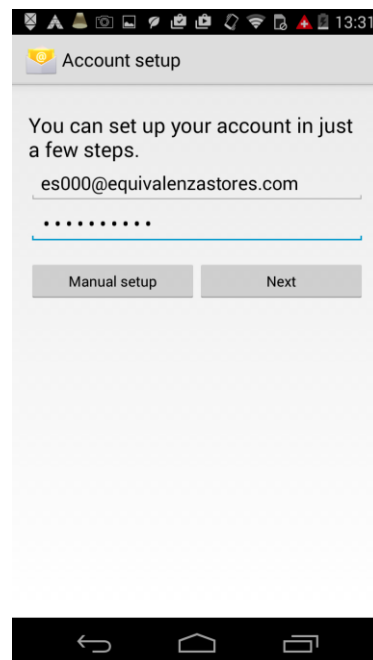 13:31
Account setup
You can set up your account in just
a few steps.
es000@equivalenzastores.com
••••••••••
Manual setup Next